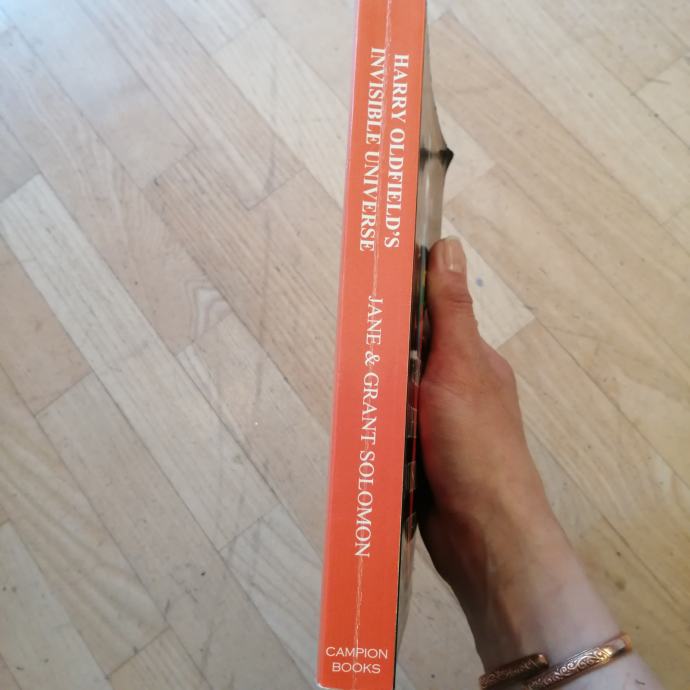 HARRY OLDFIELD'S
INVISIBLE UNIVERSE
JANE & GRANT SOLOMON
CAMPION
BOOKS